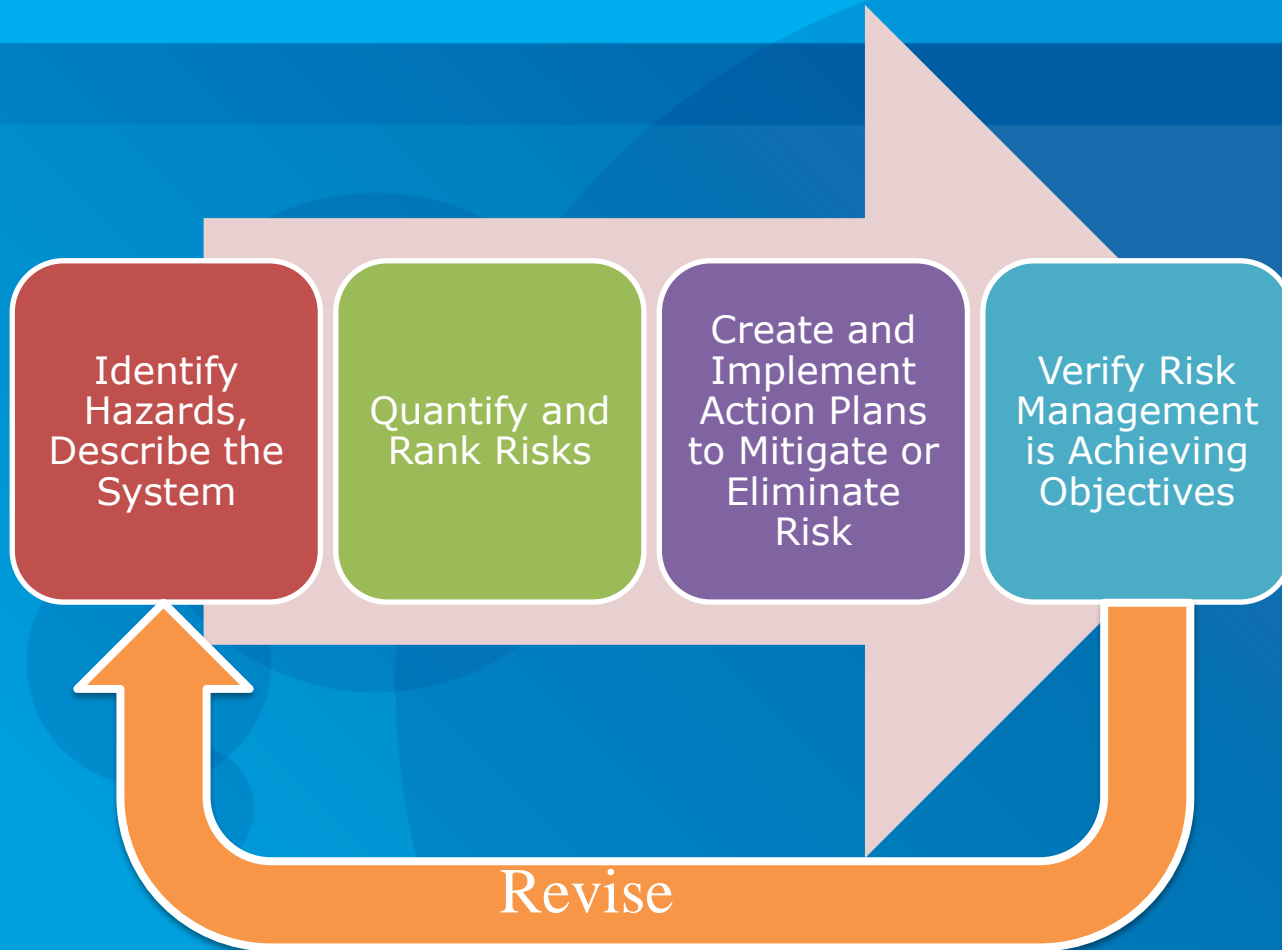 Identify
Hazards,
Describe the
System
Quantify and
Rank Risks
Create and
Implement
Action Plans
to Mitigate or
Eliminate
Risk
Verify Risk
Management
is Achieving
Objectives
Revise